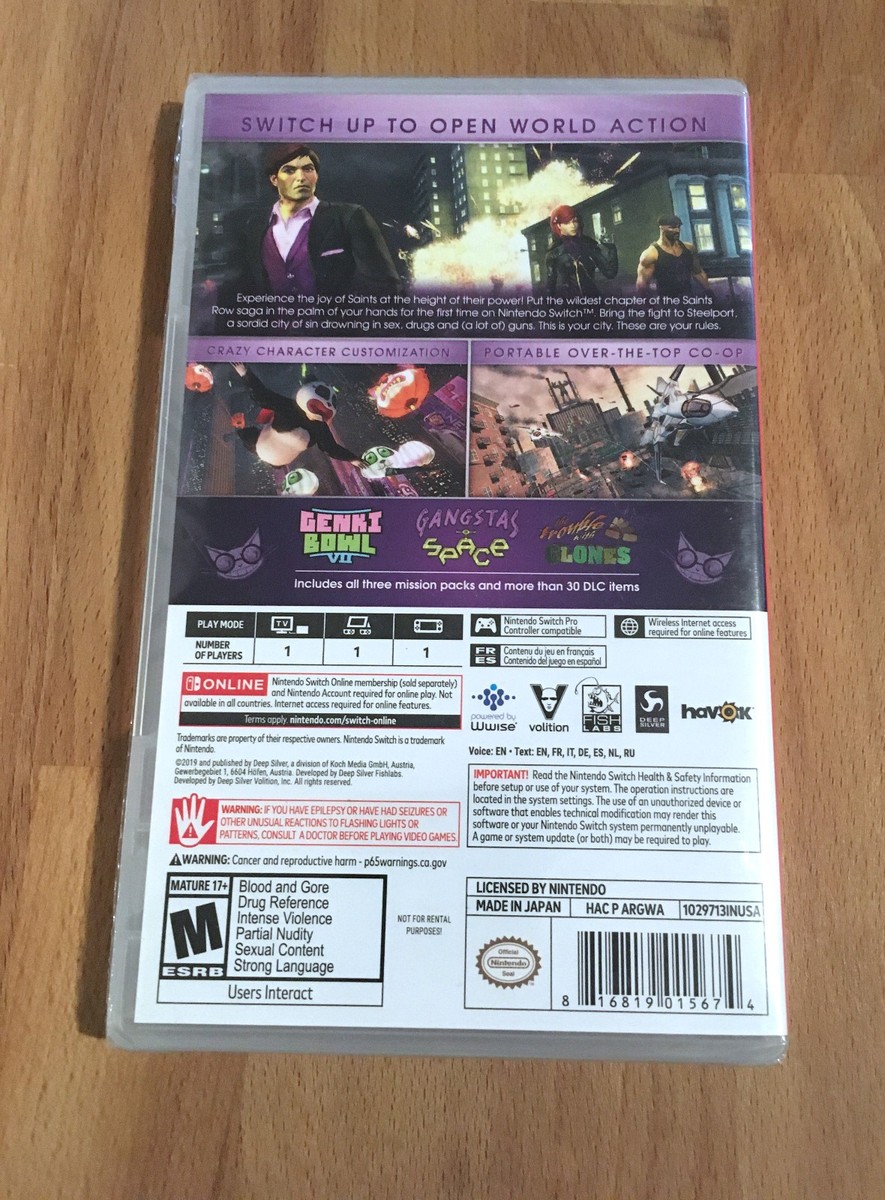 SWITCH UP TO OPEN WORLD ACTION
Experience the joy of Saints at the height of their power! Put the wildest chapter of the Saints
Row saga in the palm of your hands for the first time on Nintendo Switch™. Bring the fight to Steelport,
a sordid city of sin drowning in sex, drugs and (a lot of) guns. This is your city. These are your rules.
CRAZY CHARACTER CUSTOMIZATION
PORTABLE OVER-THE-TOP CO-OP
GENKI
BOWL
VII
GANGSTAS
SPACE
trouble
with
CLONES
Includes all three mission packs and more than 30 DLC items
PLAY MODE
TV
NUMBER
OF PLAYERS
1
1
1
Nintendo Switch Pro
Controller compatible
Wireless Internet access
required for online features
FR
ES
Contenu du jeu en français
Contenido del juego en español
ONLINE
Nintendo Switch Online membership (sold separately)
and Nintendo Account required for online play. Not
available in all countries. Internet access required for online features.
Terms apply. nintendo.com/switch-online
powered by
Wwise
volition
FISH
LABS
DEEP
SILVER
havok
Trademarks are property of their respective owners. Nintendo Switch is a trademark
of Nintendo.
©2019 and published by Deep Silver, a division of Koch Media GmbH, Austria,
Gewerbegebiet 1, 6604 Höfen, Austria. Developed by Deep Silver Fishlabs.
Developed by Deep Silver Volition, Inc. All rights reserved.
Voice: EN • Text: EN, FR, IT, DE, ES, NL, RU
IMPORTANT! Read the Nintendo Switch Health & Safety Information
before setup or use of your system. The operation instructions are
located in the system settings. The use of an unauthorized device or
software that enables technical modification may render this
software or your Nintendo Switch system permanently unplayable.
A game or system update (or both) may be required to play.
WARNING: IF YOU HAVE EPILEPSY OR HAVE HAD SEIZURES OR
OTHER UNUSUAL REACTIONS TO FLASHING LIGHTS OR
PATTERNS, CONSULT A DOCTOR BEFORE PLAYING VIDEO GAMES.
WARNING: Cancer and reproductive harm - p65warnings.ca.gov
MATURE 17+
M
ESRB
Blood and Gore
Drug Reference
Intense Violence
Partial Nudity
Sexual Content
Strong Language
Users Interact
NOT FOR RENTAL
PURPOSES!
LICENSED BY NINTENDO
MADE IN JAPAN
HAC P ARGWA
1029713INUSA
Official
Nintendo
Seal
8 16819 01567 4